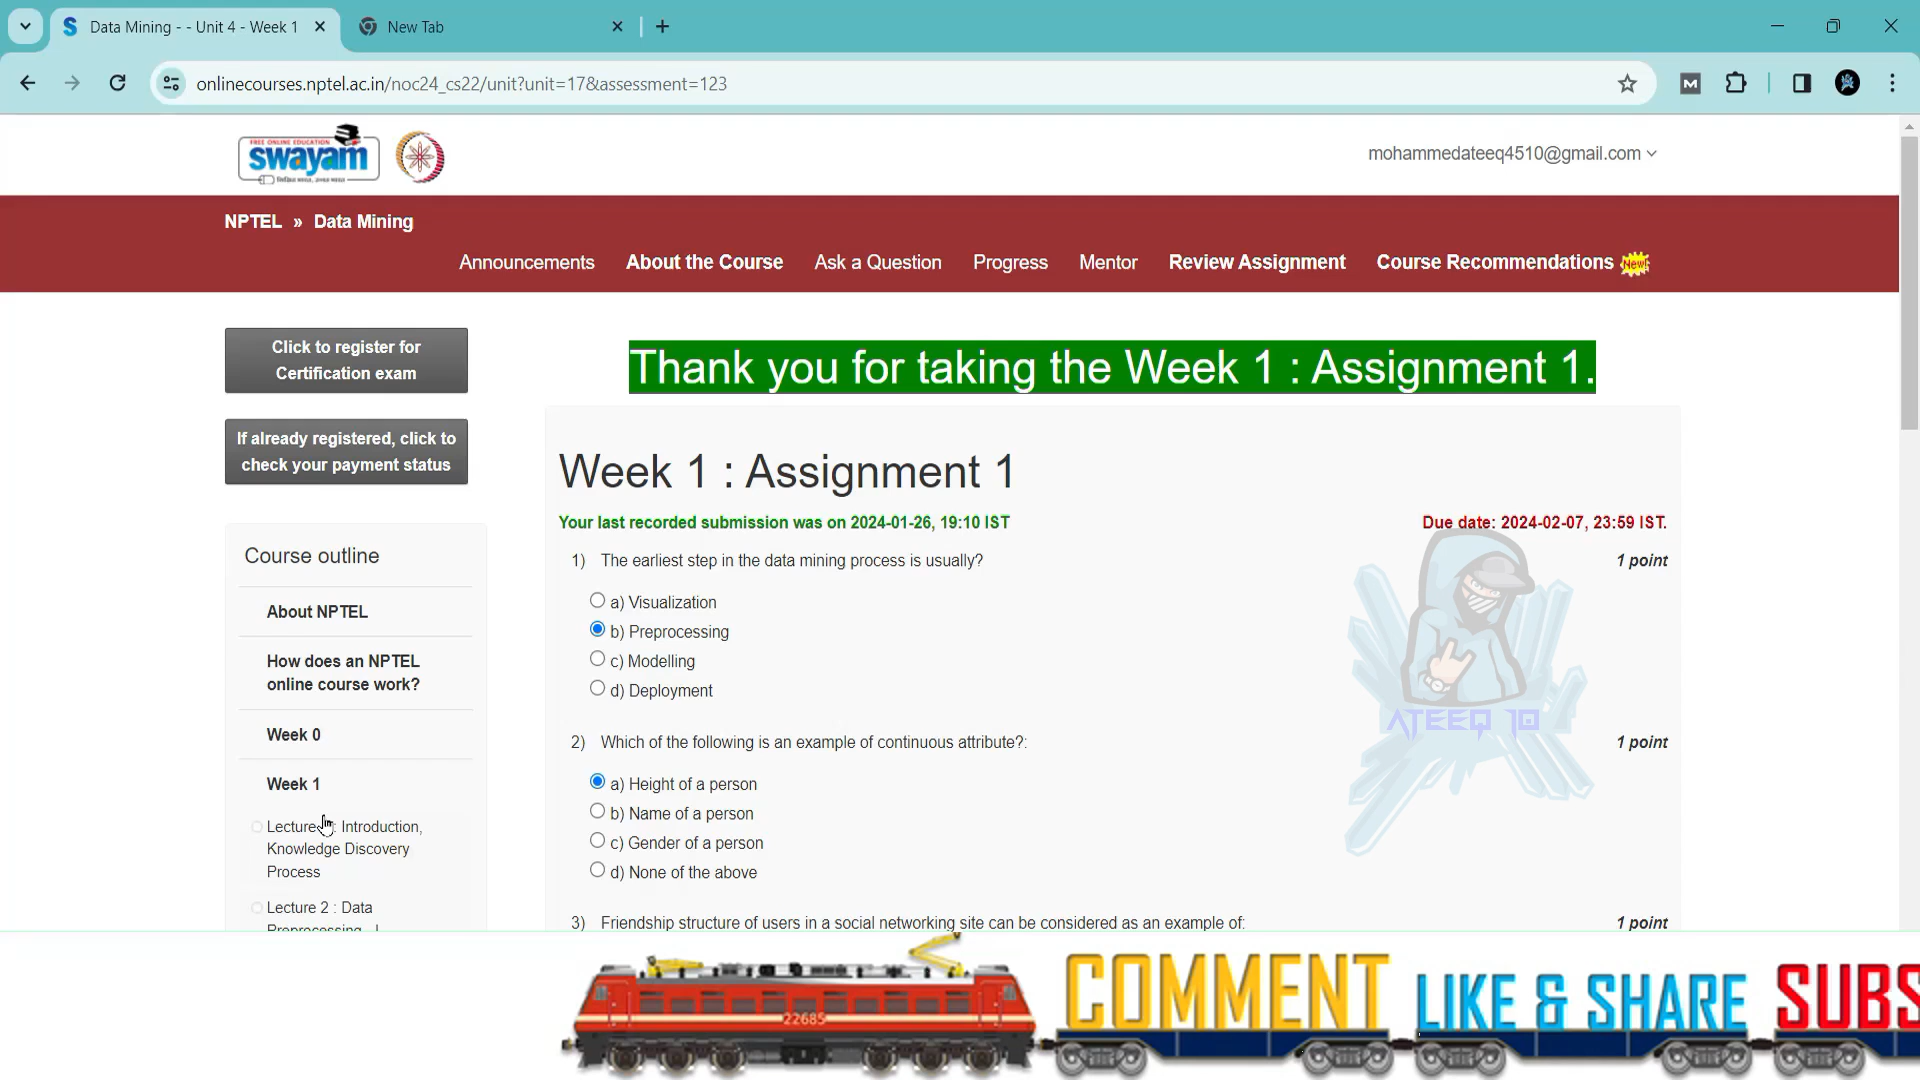 Data Mining - - Unit 4 - Week 1
New Tab
onlinecourses.nptel.ac.in/noc24_cs22/unit?unit=17&assessment=123
FREE ONLINE EDUCATION
swayam
mohammedateeq4510@gmail.com
NPTEL » Data Mining
Announcements About the Course Ask a Question Progress Mentor Review Assignment Course Recommendations New!
Click to register for
Certification exam
If already registered, click to
check your payment status
Course outline
About NPTEL
How does an NPTEL
online course work?
Week 0
Week 1
Lecture : Introduction,
Knowledge Discovery
Process
Lecture 2 : Data
Preprocessing - I
Thank you for taking the Week 1 : Assignment 1.
Week 1 : Assignment 1
Your last recorded submission was on 2024-01-26, 19:10 IST
Due date: 2024-02-07, 23:59 IST.
1) The earliest step in the data mining process is usually?
1 point
a) Visualization
b) Preprocessing
c) Modelling
d) Deployment
2) Which of the following is an example of continuous attribute?:
1 point
a) Height of a person
b) Name of a person
c) Gender of a person
d) None of the above
3) Friendship structure of users in a social networking site can be considered as an example of:
1 point
ATEEQ 10
22685
COMMENT
LIKE & SHARE
SUBS